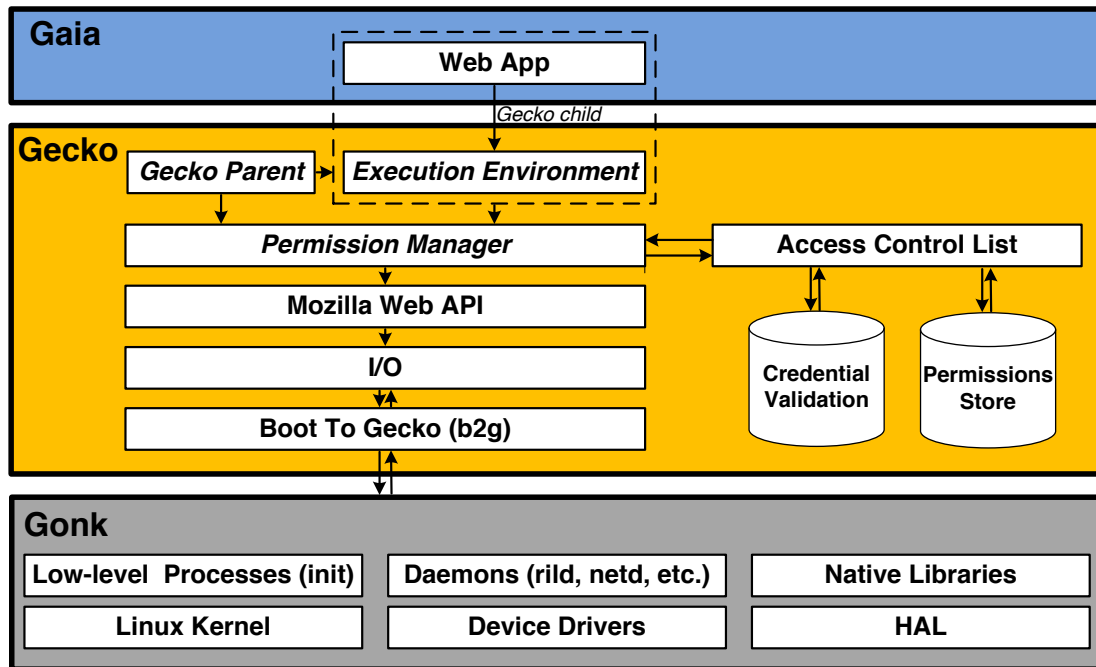 Gaia
Web App
Gecko child
Gecko
Gecko Parent
Execution Environment
Permission Manager
Access Control List
Mozilla Web API
I/O
Boot To Gecko (b2g)
Credential
Validation
Permissions
Store
Gonk
Low-level Processes (init)
Daemons (rild, netd, etc.)
Native Libraries
Linux Kernel
Device Drivers
HAL